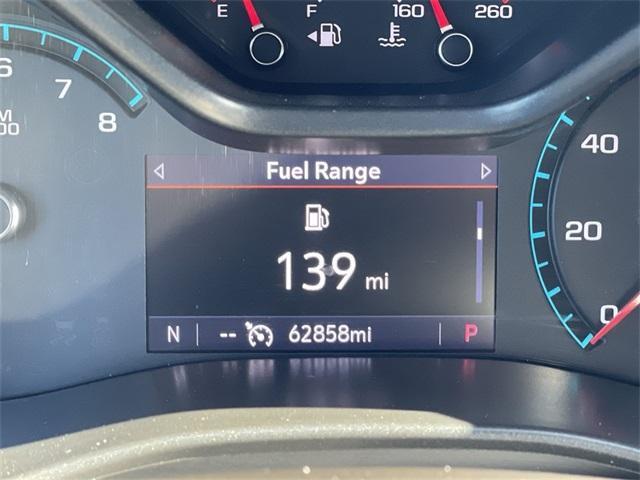 E F 160 260
6 7 8
40
20
0
Fuel Range
139 mi
N -- 62858mi P